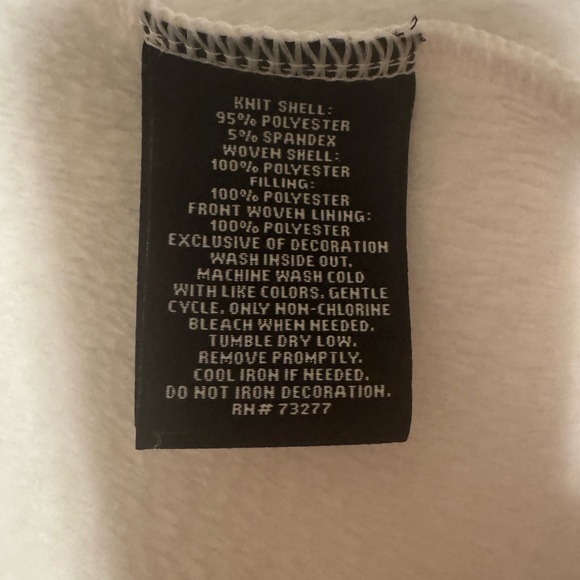 KNIT SHELL:
95% POLYESTER
5% SPANDEX
WOVEN SHELL:
100% POLYESTER
FILLING:
100% POLYESTER
FRONT WOVEN LINING:
100% POLYESTER
EXCLUSIVE OF DECORATION
WASH INSIDE OUT.
MACHINE WASH COLD
WITH LIKE COLORS. GENTLE
CYCLE. ONLY NON-CHLORINE
BLEACH WHEN NEEDED.
TUMBLE DRY LOW.
REMOVE PROMPTLY.
COOL IRON IF NEEDED.
DO NOT IRON DECORATION.
RN# 73277